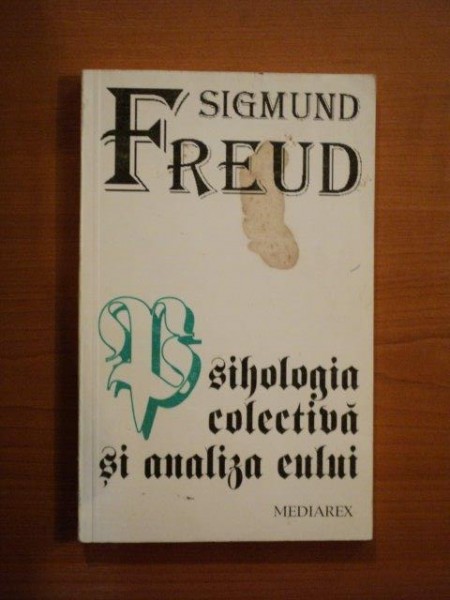 SIGMUND
FREUD
Psihologia
colectivă
și analiza eului
MEDIAREX